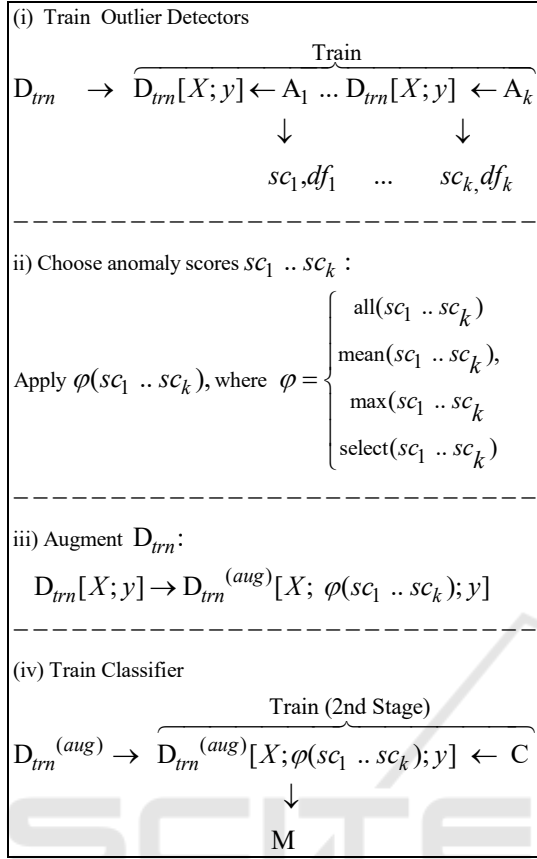 (i) Train Outlier Detectors
Train
D_trn → D_trn[X; y] ← A_1 ... D_trn[X; y] ← A_k
↓ ↓
sc_1,df_1 ... sc_k,df_k
ii) Choose anomaly scores sc_1 .. sc_k :
all(sc_1 .. sc_k)
mean(sc_1 .. sc_k),
Apply φ(sc_1 .. sc_k), where φ = {
max(sc_1 .. sc_k
select(sc_1 .. sc_k)
iii) Augment D_trn:
D_trn[X; y] → D_trn^(aug)[X; φ(sc_1 .. sc_k); y]
(iv) Train Classifier
Train (2nd Stage)
D_trn^(aug) → D_trn^(aug)[X;φ(sc_1 .. sc_k); y] ← C
↓
M